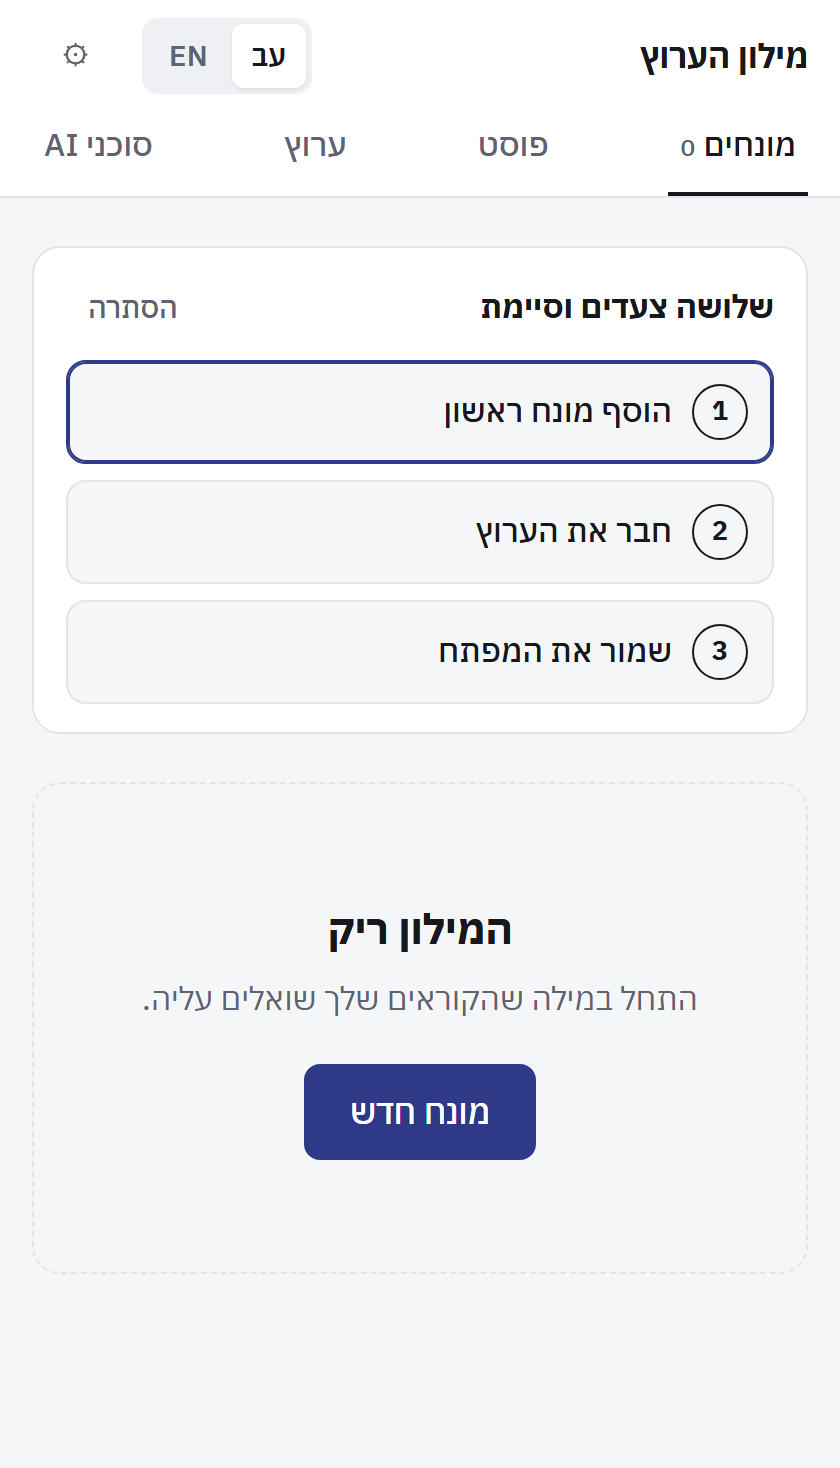 מילון הערוץ
עב EN
מונחים 0
פוסט
ערוץ
סוכני AI
שלושה צעדים וסיימת
הסתרה
1 הוסף מונח ראשון
2 חבר את הערוץ
3 שמור את המפתח
המילון ריק
התחל במילה שהקוראים שלך שואלים עליה.
מונח חדש